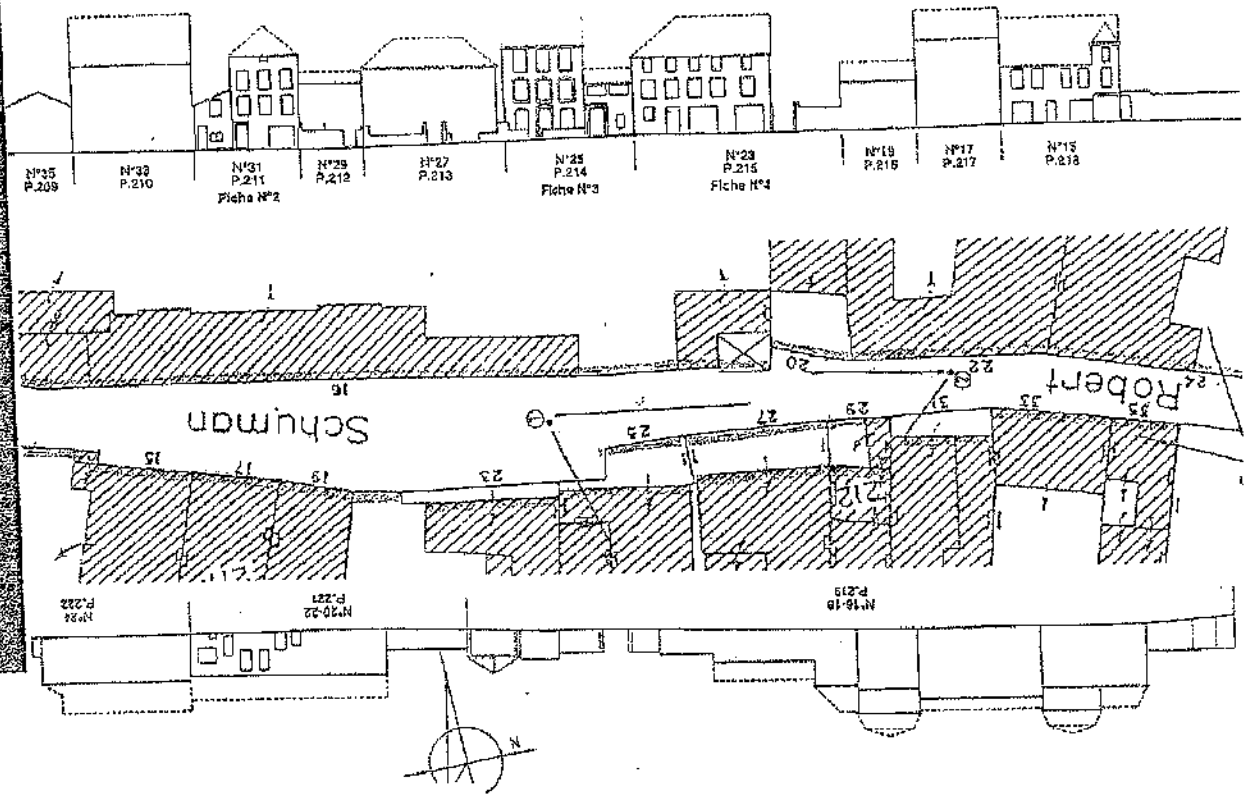 N°35
P.209
N°33
P.210
N°31
P.211
Fiche N°2
N°29
P.212
N°27
P.213
N°25
P.214
Fiche N°3
N°23
P.215
Fiche N°4
N°19
P.216
N°17
P.217
N°15
P.218
16
20
22
24
Schuman
Robert
15
17
19
23
25
27
29
31
33
35
212
N°24
P.222
N°20-22
P.221
N°16-18
P.219
N